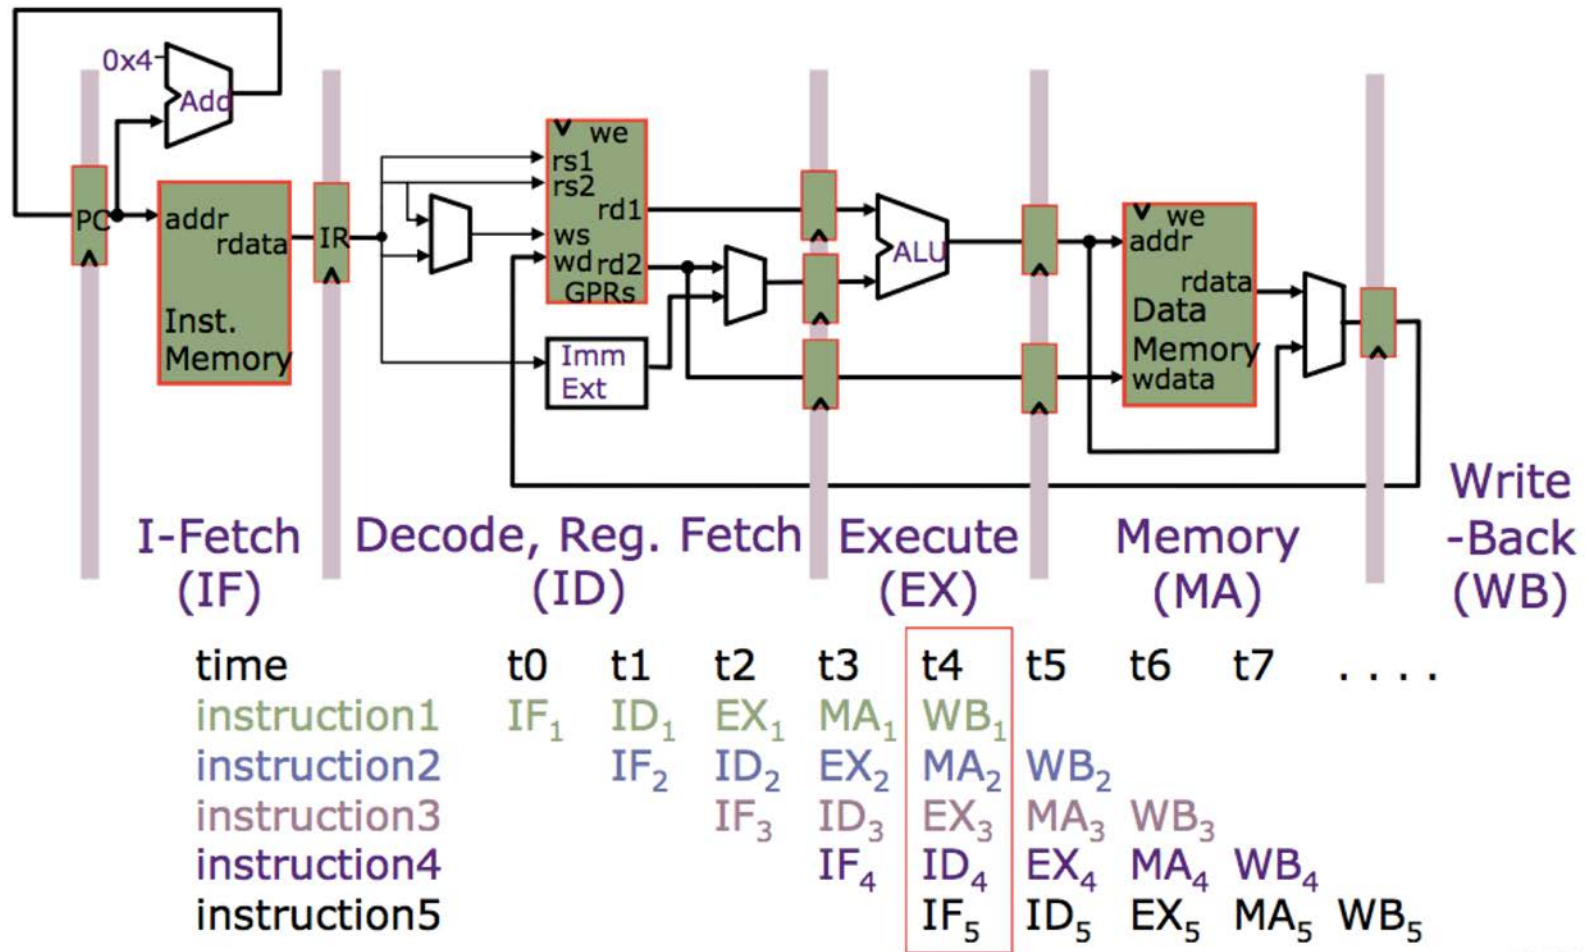 0x4
Add
PC
addr
rdata
Inst.
Memory
IR
we
rs1
rs2
rd1
ws
wd rd2
GPRs
Imm
Ext
ALU
we
addr
rdata
Data
Memory
wdata
I-Fetch
(IF)
Decode, Reg. Fetch
(ID)
Execute
(EX)
Memory
(MA)
Write
-Back
(WB)
time t0 t1 t2 t3 t4 t5 t6 t7 . . . .
instruction1 IF₁ ID₁ EX₁ MA₁ WB₁
instruction2 IF₂ ID₂ EX₂ MA₂ WB₂
instruction3 IF₃ ID₃ EX₃ MA₃ WB₃
instruction4 IF₄ ID₄ EX₄ MA₄ WB₄
instruction5 IF₅ ID₅ EX₅ MA₅ WB₅